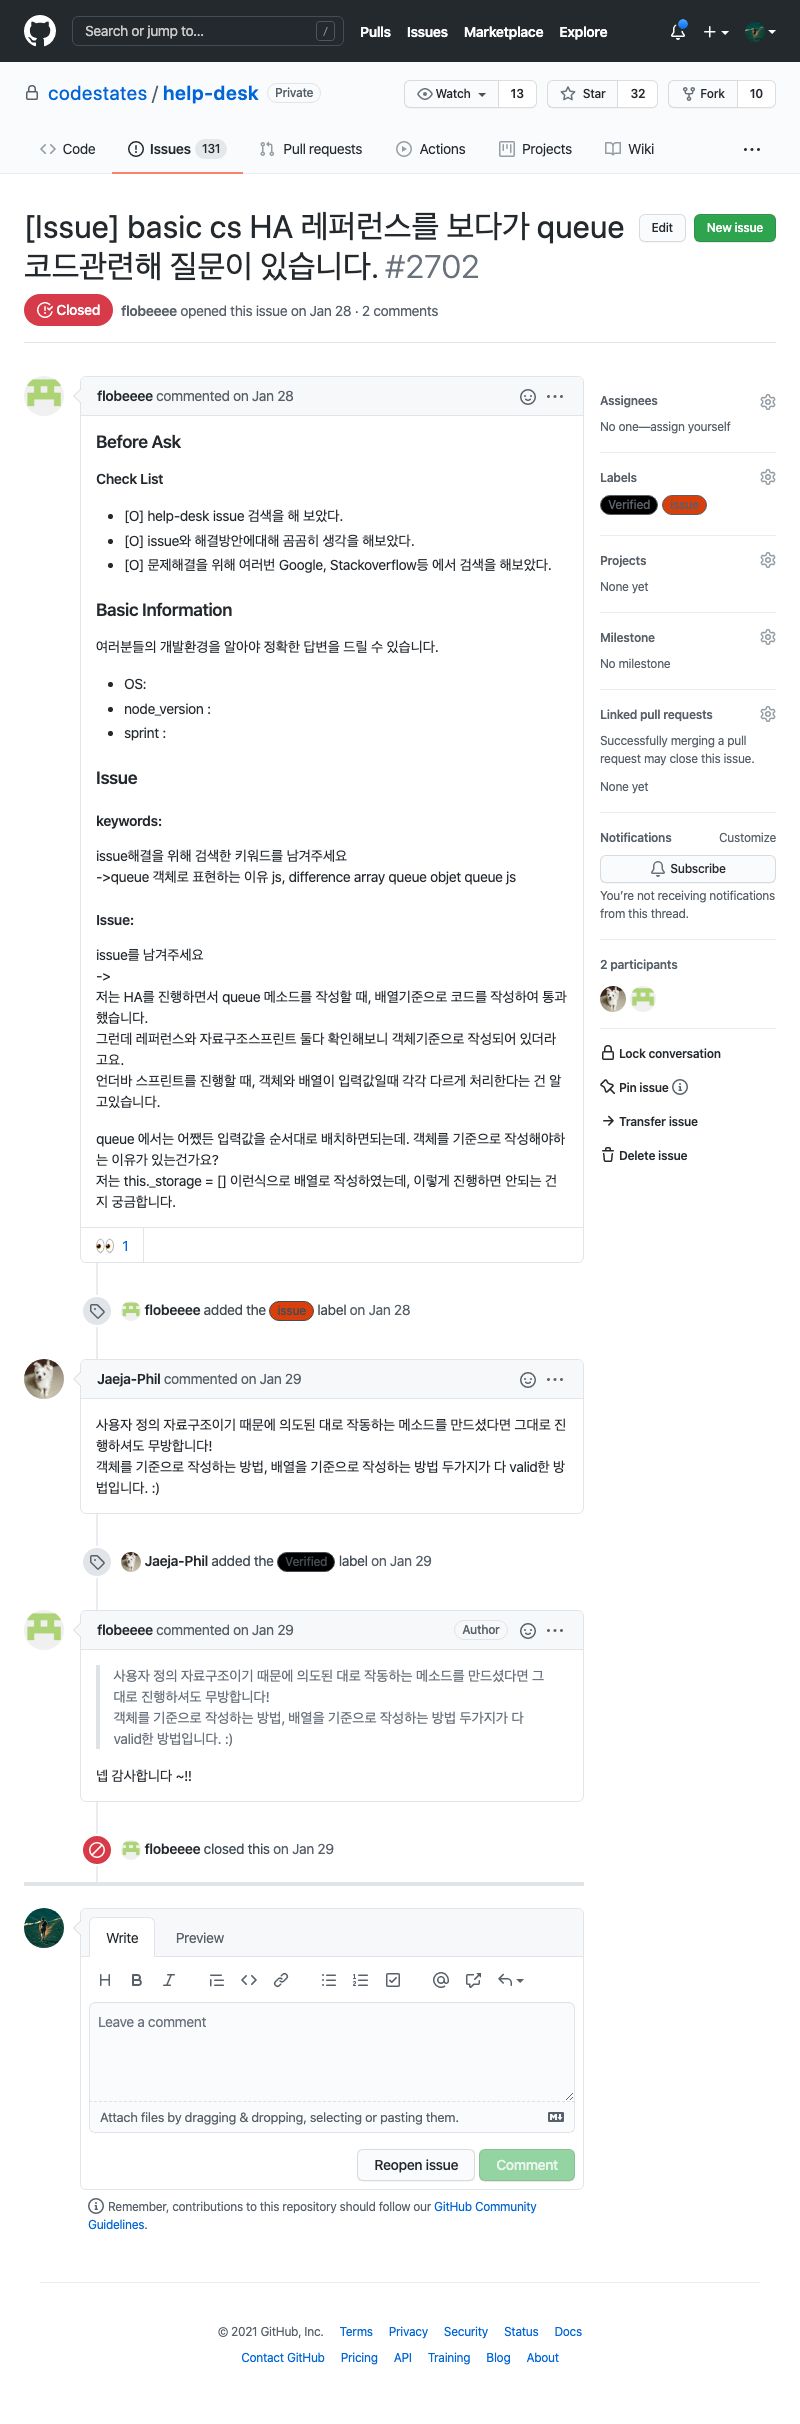 Search or jump to... /
Pulls Issues Marketplace Explore
codestates / help-desk Private
Watch 13 Star 32 Fork 10
Code Issues 131 Pull requests Actions Projects Wiki
[Issue] basic cs HA 레퍼런스를 보다가 queue
코드관련해 질문이 있습니다. #2702
Edit New issue
Closed flobeeee opened this issue on Jan 28 · 2 comments
flobeeee commented on Jan 28
Before Ask
Check List
[O] help-desk issue 검색을 해 보았다.
[O] issue와 해결방안에대해 곰곰히 생각을 해보았다.
[O] 문제해결을 위해 여러번 Google, Stackoverflow등 에서 검색을 해보았다.
Basic Information
여러분들의 개발환경을 알아야 정확한 답변을 드릴 수 있습니다.
OS:
node_version :
sprint :
Issue
keywords:
issue해결을 위해 검색한 키워드를 남겨주세요
->queue 객체로 표현하는 이유 js, difference array queue objet queue js
Issue:
issue를 남겨주세요
->
저는 HA를 진행하면서 queue 메소드를 작성할 때, 배열기준으로 코드를 작성하여 통과
했습니다.
그런데 레퍼런스와 자료구조스프린트 둘다 확인해보니 객체기준으로 작성되어 있더라
고요.
언더바 스프린트를 진행할 때, 객체와 배열이 입력값일때 각각 다르게 처리한다는 건 알
고있습니다.
queue 에서는 어쨌든 입력값을 순서대로 배치하면되는데. 객체를 기준으로 작성해야하
는 이유가 있는건가요?
저는 this._storage = [] 이런식으로 배열로 작성하였는데, 이렇게 진행하면 안되는 건
지 궁금합니다.
1
flobeeee added the issue label on Jan 28
Jaeja-Phil commented on Jan 29
사용자 정의 자료구조이기 때문에 의도된 대로 작동하는 메소드를 만드셨다면 그대로 진
행하셔도 무방합니다!
객체를 기준으로 작성하는 방법, 배열을 기준으로 작성하는 방법 두가지가 다 valid한 방
법입니다. :)
Jaeja-Phil added the Verified label on Jan 29
flobeeee commented on Jan 29 Author
사용자 정의 자료구조이기 때문에 의도된 대로 작동하는 메소드를 만드셨다면 그
대로 진행하셔도 무방합니다!
객체를 기준으로 작성하는 방법, 배열을 기준으로 작성하는 방법 두가지가 다
valid한 방법입니다. :)
넵 감사합니다 ~!!
flobeeee closed this on Jan 29
Write Preview
Leave a comment
Attach files by dragging & dropping, selecting or pasting them.
Reopen issue Comment
Remember, contributions to this repository should follow our GitHub Community
Guidelines.
Assignees
No one—assign yourself
Labels
Verified issue
Projects
None yet
Milestone
No milestone
Linked pull requests
Successfully merging a pull
request may close this issue.
None yet
Notifications Customize
Subscribe
You're not receiving notifications
from this thread.
2 participants
Lock conversation
Pin issue
Transfer issue
Delete issue
© 2021 GitHub, Inc. Terms Privacy Security Status Docs
Contact GitHub Pricing API Training Blog About